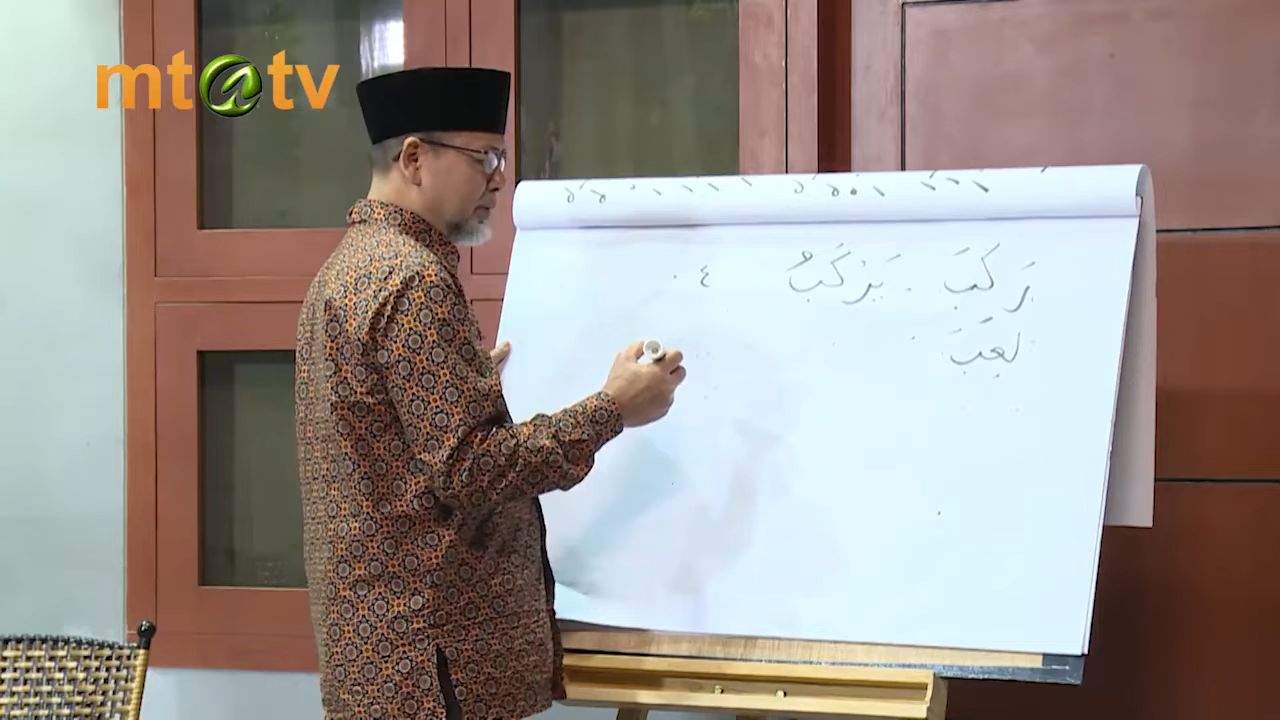 mt@tv
رَكَبَ . يَرْكَبُ ٤ .
لَعِبَ